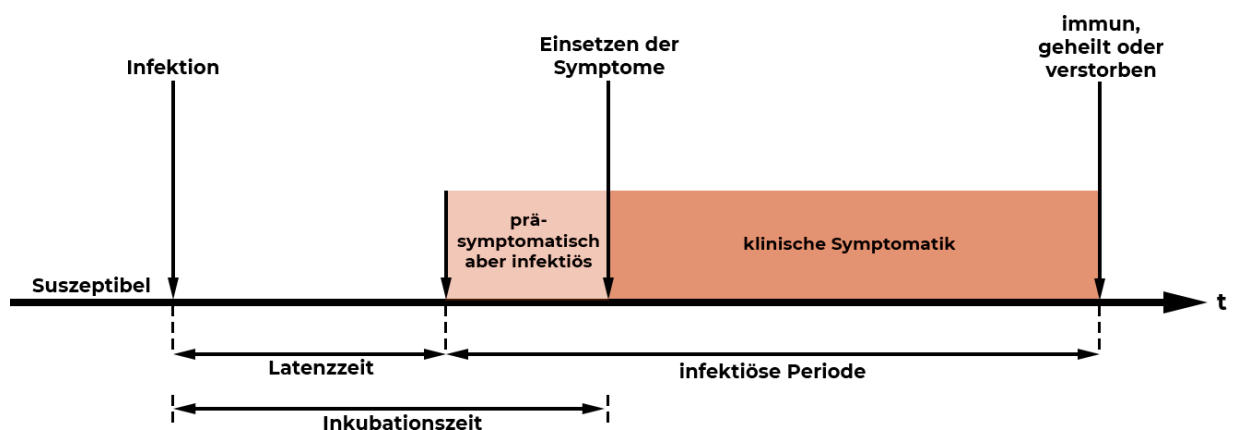 immun,
geheilt oder
verstorben
Einsetzen der
Symptome
Infektion
prä-
symptomatisch
aber infektiös
klinische Symptomatik
Suszeptibel
t
Latenzzeit
infektiöse Periode
Inkubationszeit